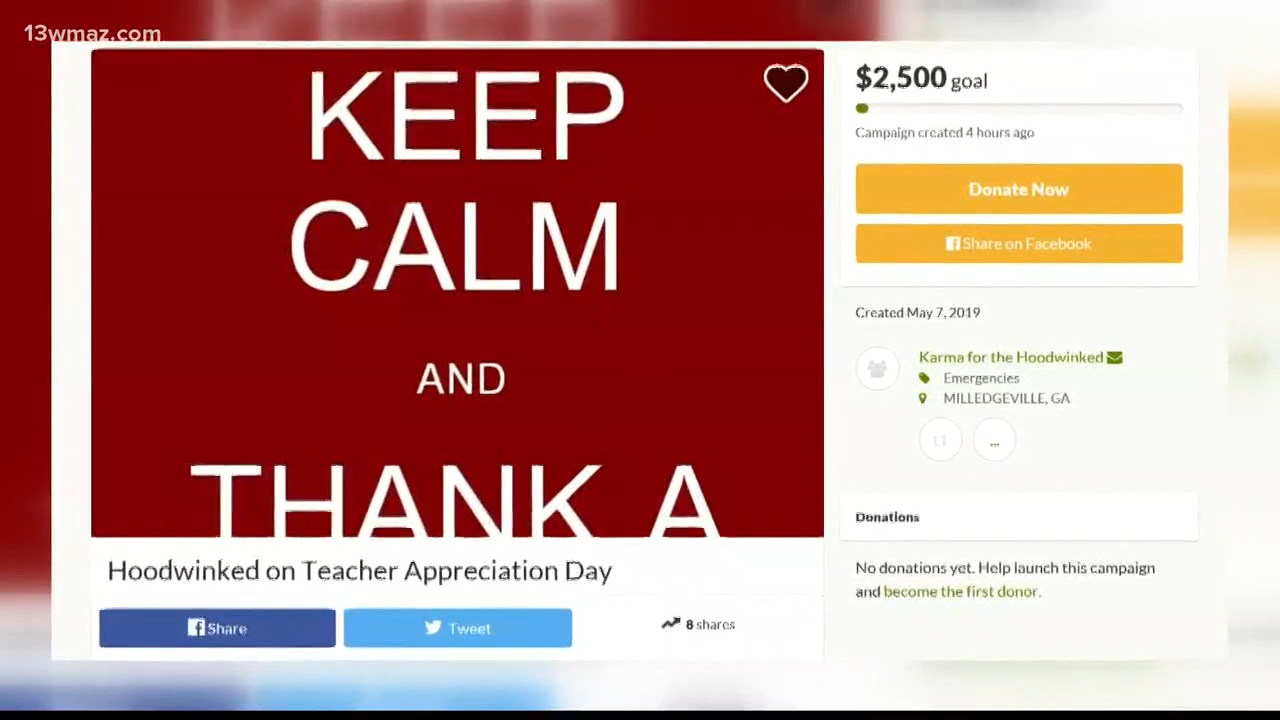 13wmaz.com
KEEP
CALM
AND
THANK A
Hoodwinked on Teacher Appreciation Day
Share
Tweet
8 shares
$2,500 goal
Campaign created 4 hours ago
Donate Now
Share on Facebook
Created May 7, 2019
Karma for the Hoodwinked
Emergencies
MILLEDGEVILLE, GA
LT
...
Donations
No donations yet. Help launch this campaign
and become the first donor.